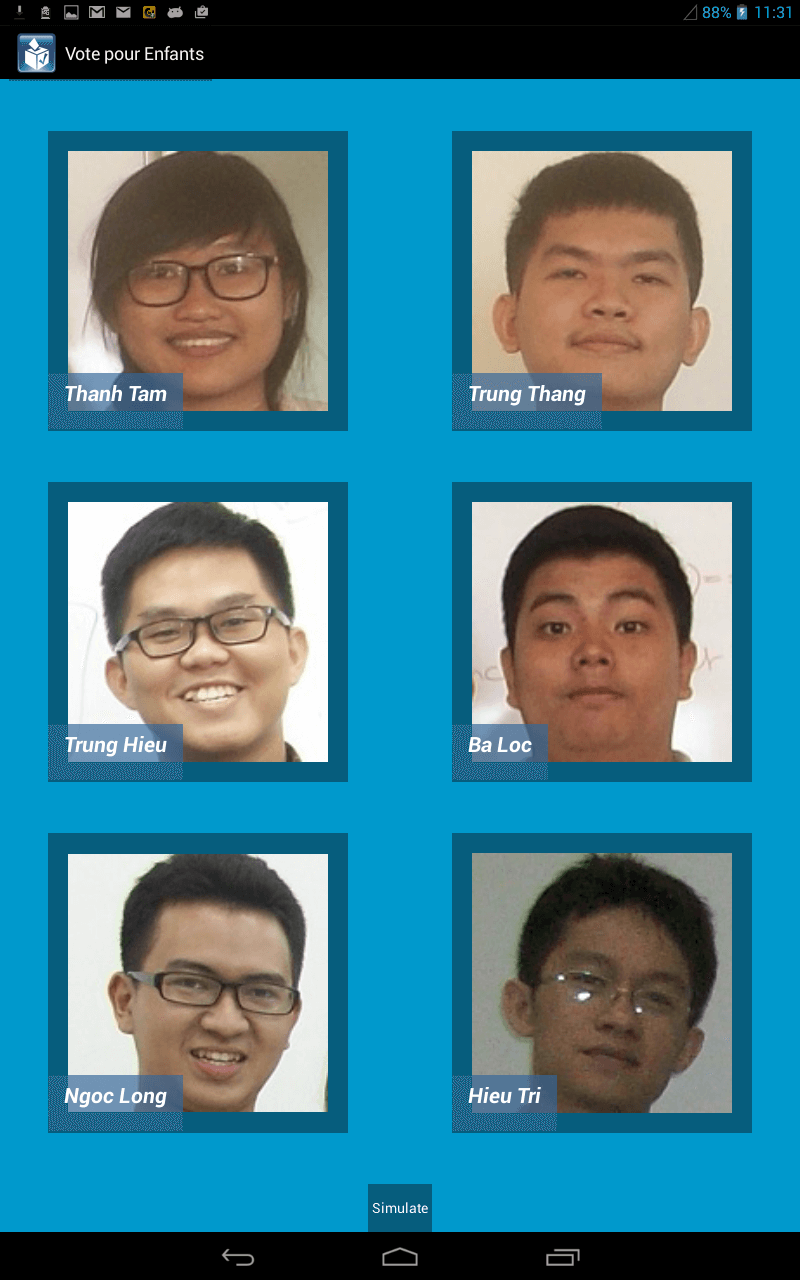 88% 11:31
Vote pour Enfants
Thanh Tam
Trung Thang
Trung Hieu
Ba Loc
Ngoc Long
Hieu Tri
Simulate